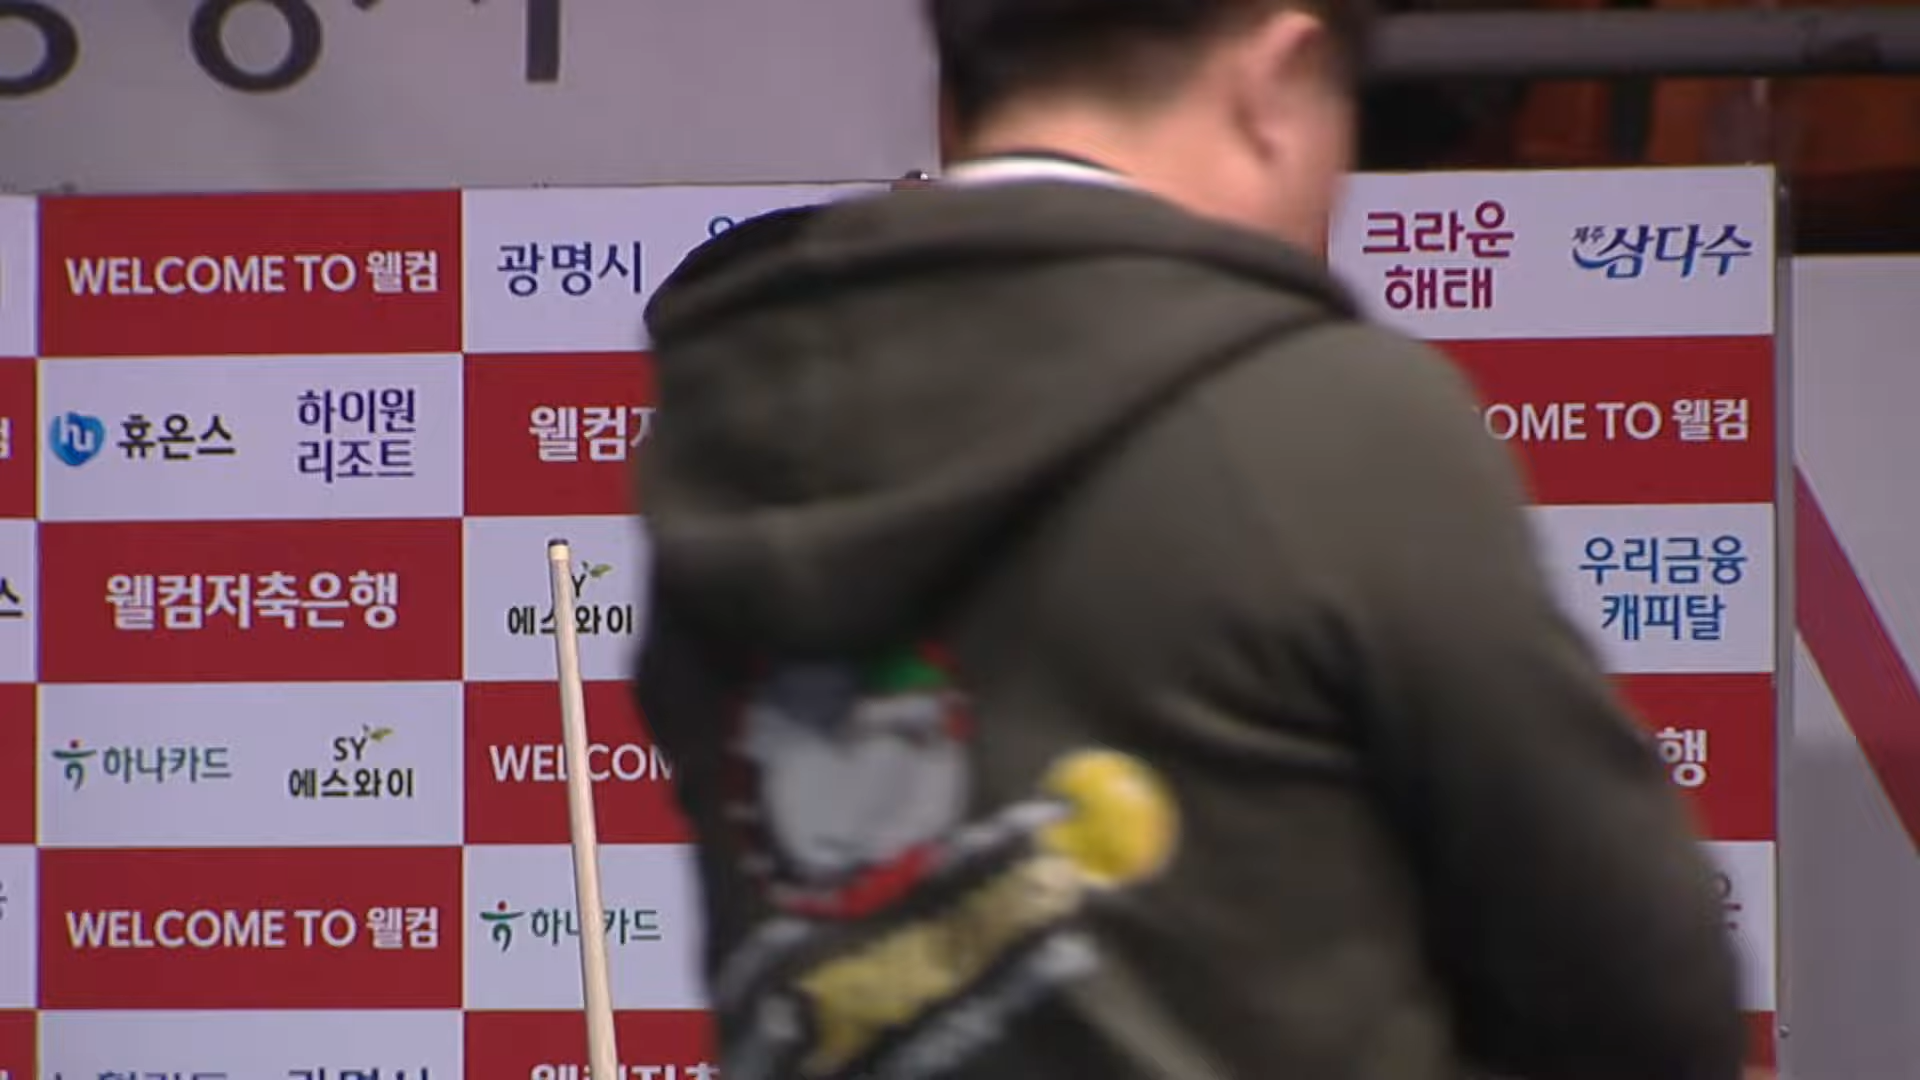 WELCOME TO 웰컴
광명시
크라운
해태
제주 삼다수
휴온스
하이원
리조트
웰컴저
OME TO 웰컴
웰컴저축은행
에스와이
우리금융
캐피탈
하나카드
SY
에스와이
WELCOM
행
WELCOME TO 웰컴
하나카드